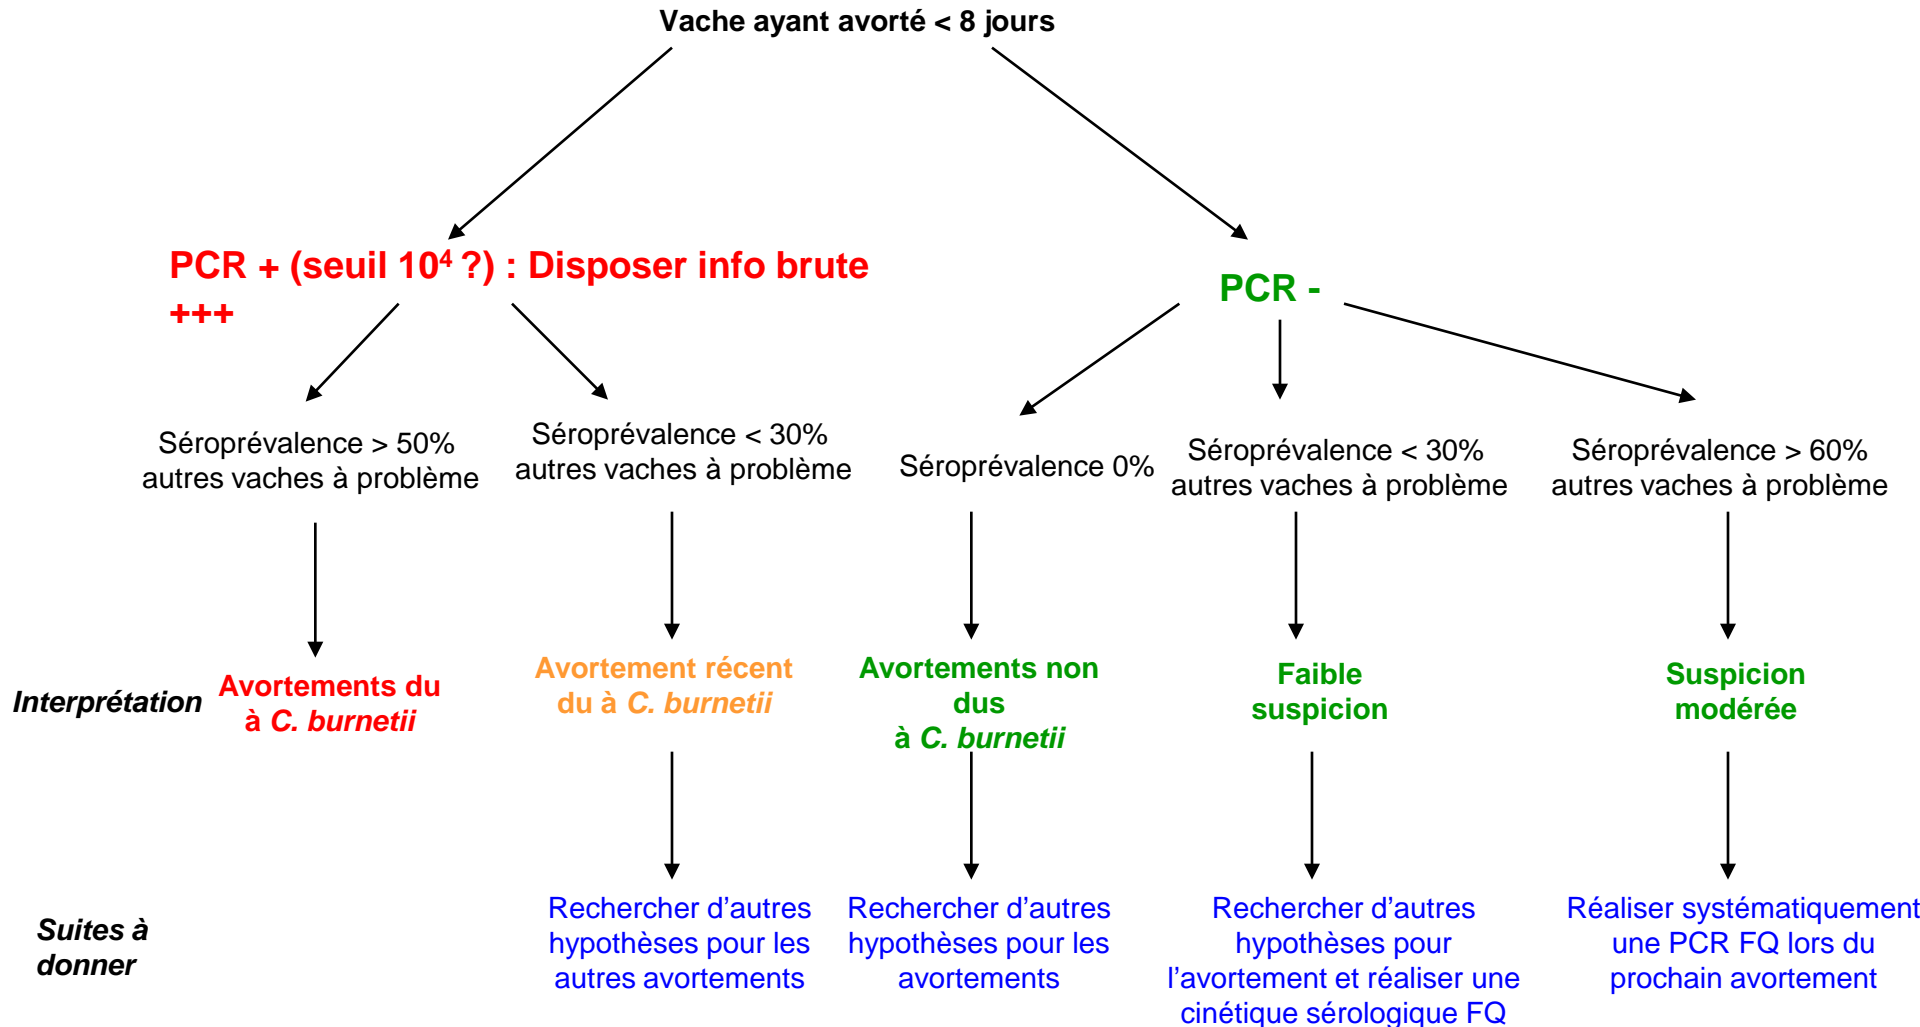 Vache ayant avorté < 8 jours
PCR + (seuil 10⁴ ?) : Disposer info brute
+++
PCR -
Séroprévalence > 50%
autres vaches à problème
Séroprévalence < 30%
autres vaches à problème
Séroprévalence 0%
Séroprévalence < 30%
autres vaches à problème
Séroprévalence > 60%
autres vaches à problème
Interprétation
Avortements du
à C. burnetii
Avortement récent
du à C. burnetii
Avortements non
dus
à C. burnetii
Faible
suspicion
Suspicion
modérée
Suites à
donner
Rechercher d'autres
hypothèses pour les
autres avortements
Rechercher d'autres
hypothèses pour les
avortements
Rechercher d'autres
hypothèses pour
l'avortement et réaliser une
cinétique sérologique FQ
Réaliser systématiquement
une PCR FQ lors du
prochain avortement